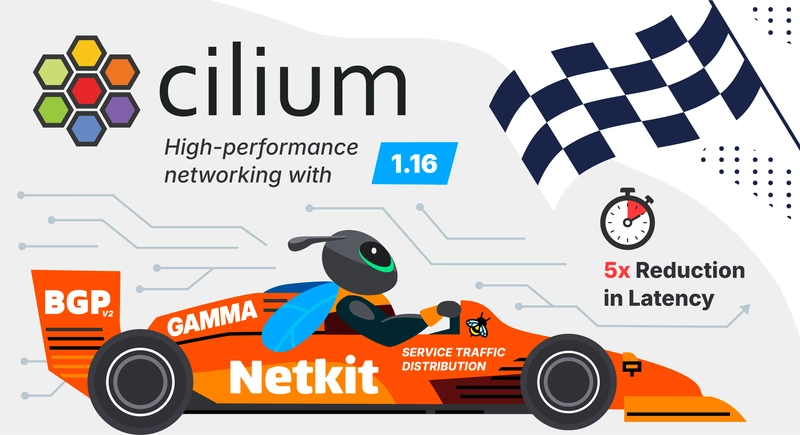 cilium
High-performance
networking with
1.16
5x Reduction
in Latency
BGP v2
GAMMA
Netkit
SERVICE TRAFFIC
DISTRIBUTION